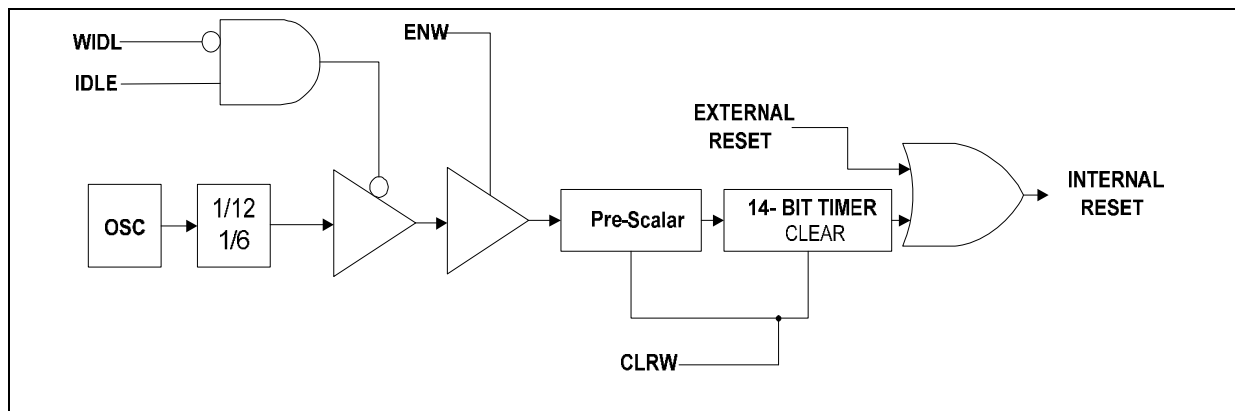 WIDL
IDLE
ENW
EXTERNAL
RESET
OSC
1/12
1/6
Pre-Scalar
14- BIT TIMER
CLEAR
INTERNAL
RESET
CLRW